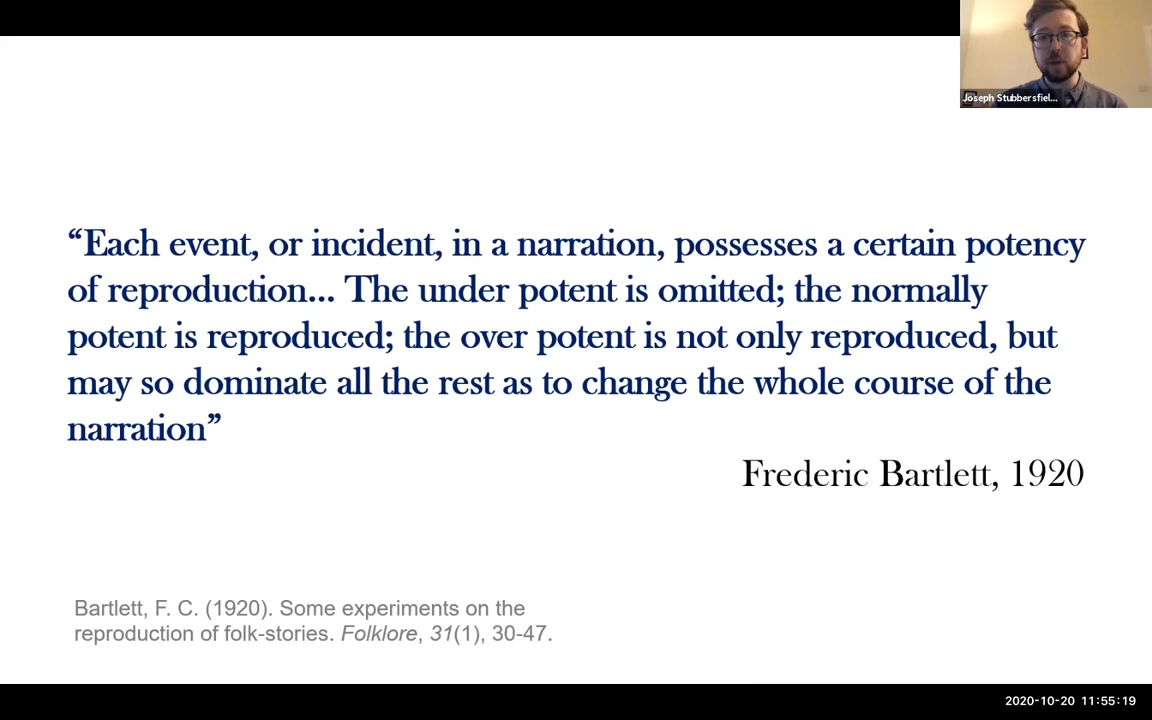 Joseph Stubbersfiel...
“Each event, or incident, in a narration, possesses a certain potency
of reproduction... The under potent is omitted; the normally
potent is reproduced; the over potent is not only reproduced, but
may so dominate all the rest as to change the whole course of the
narration”
Frederic Bartlett, 1920
Bartlett, F. C. (1920). Some experiments on the
reproduction of folk-stories. Folklore, 31(1), 30-47.
2020-10-20 11:55:19